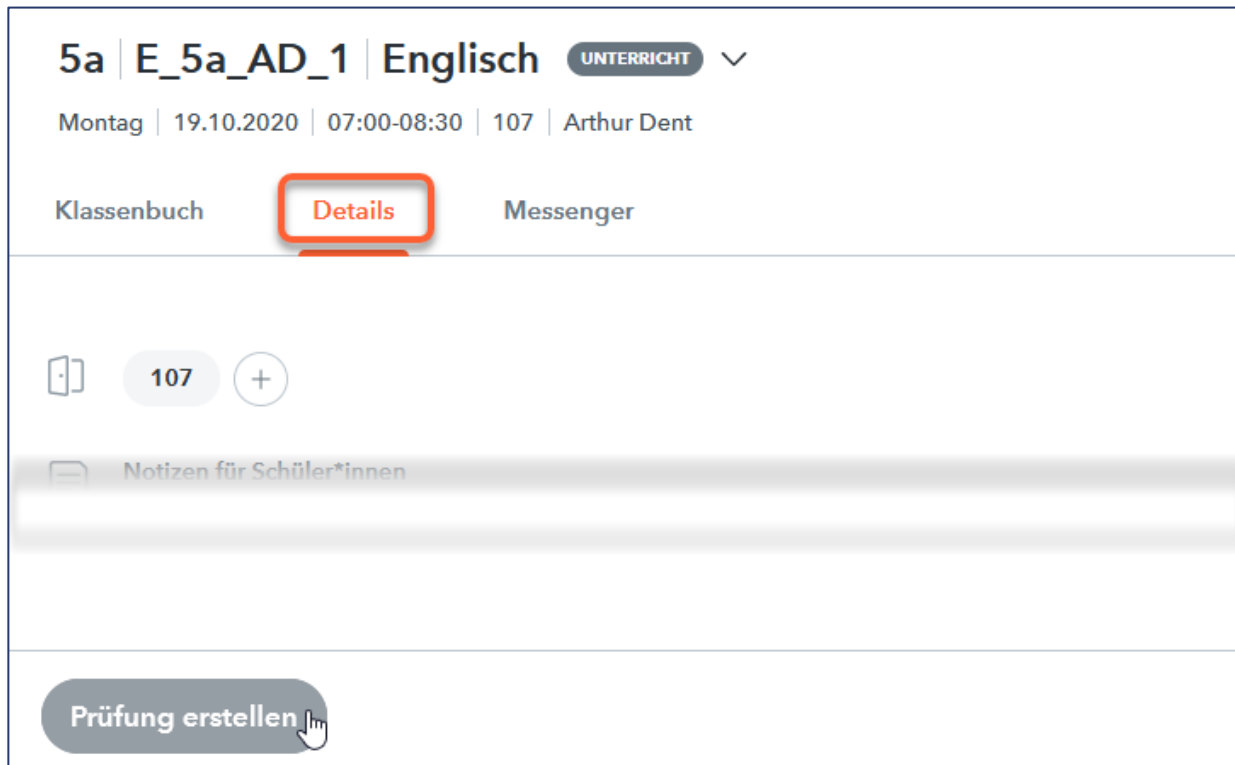 5a E_5a_AD_1 Englisch UNTERRICHT
Montag 19.10.2020 07:00-08:30 107 Arthur Dent
Klassenbuch Details Messenger
107 +
Notizen für Schüler*innen
Prüfung erstellen